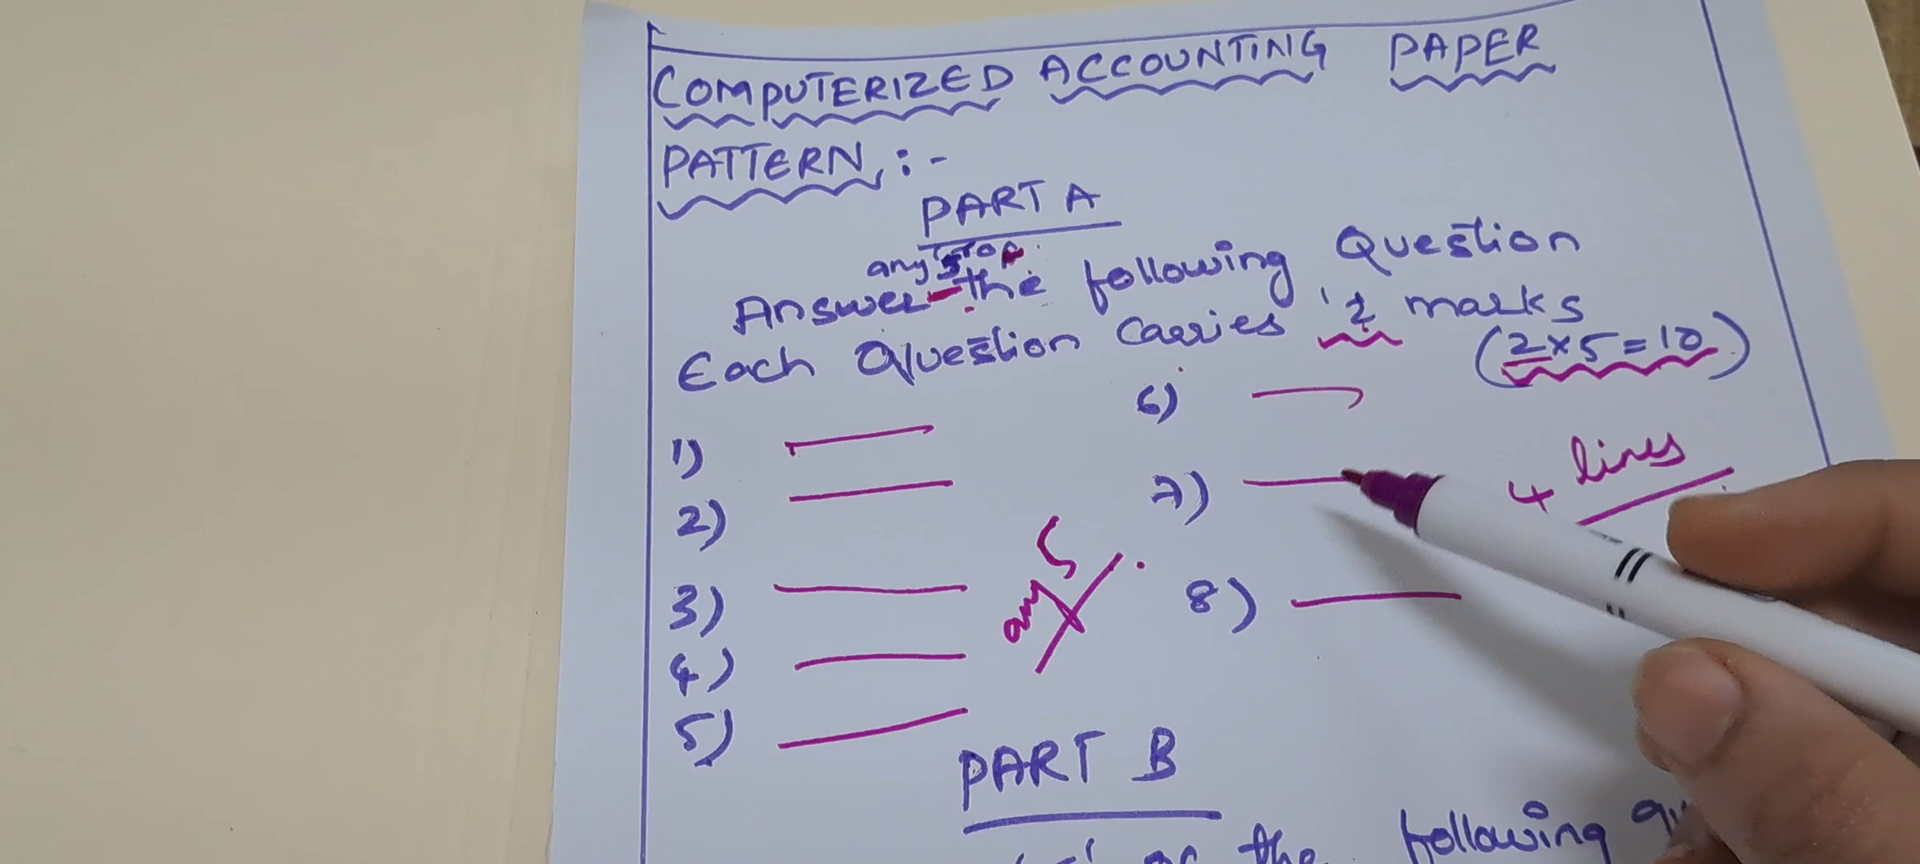 COMPUTERIZED ACCOUNTING PAPER
PATTERN :-
PART A
any 5
Answer the following Question
Each Question carries '2 marks
(2×5=10)
1)
2)
3)
4)
5)
6)
7)
8)
any 5
4 lines
PART B
the following